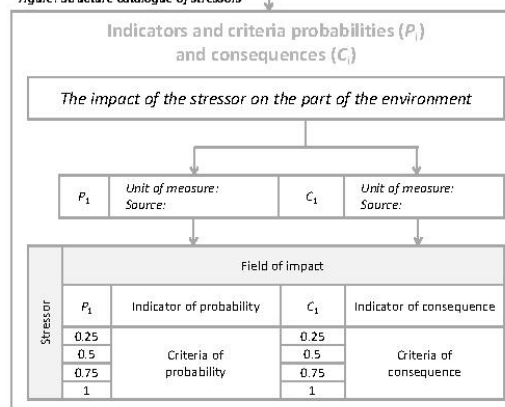 Figure: Structure catalogue of stressors
Indicators and criteria probabilities (Pᵢ)
and consequences (Cᵢ)
The impact of the stressor on the part of the environment
P₁ Unit of measure: Source: C₁ Unit of measure: Source:
Stressor
Field of impact
P₁ Indicator of probability C₁ Indicator of consequence
0.25 0.25
0.5 0.5
0.75 0.75
1 1
Criteria of probability Criteria of consequence